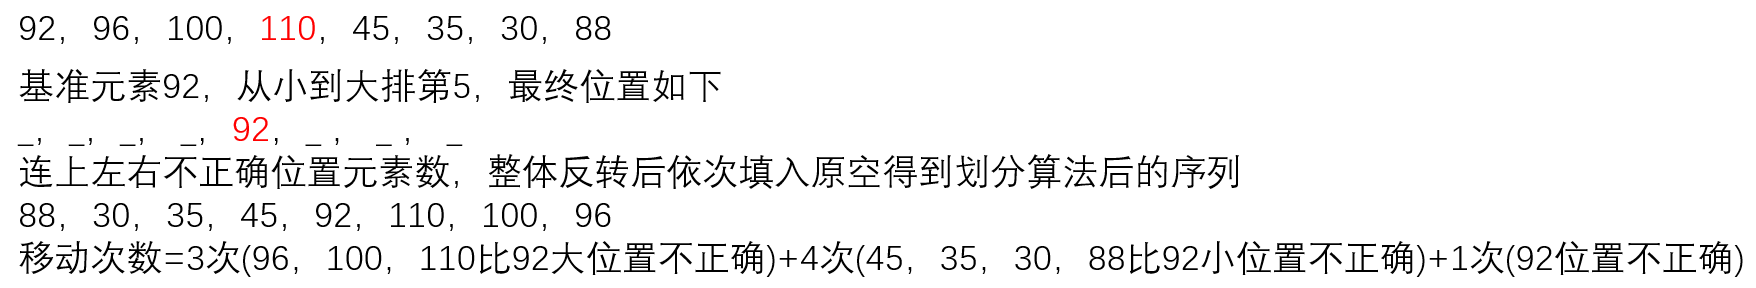 92，96，100，110，45，35，30，88
基准元素92，从小到大排第5，最终位置如下
_，_，_， _，92，_ ， _ ， _
连上左右不正确位置元素数，整体反转后依次填入原空得到划分算法后的序列
88，30，35，45，92，110，100，96
移动次数=3次(96，100，110比92大位置不正确)+4次(45，35，30，88比92小位置不正确)+1次(92位置不正确)